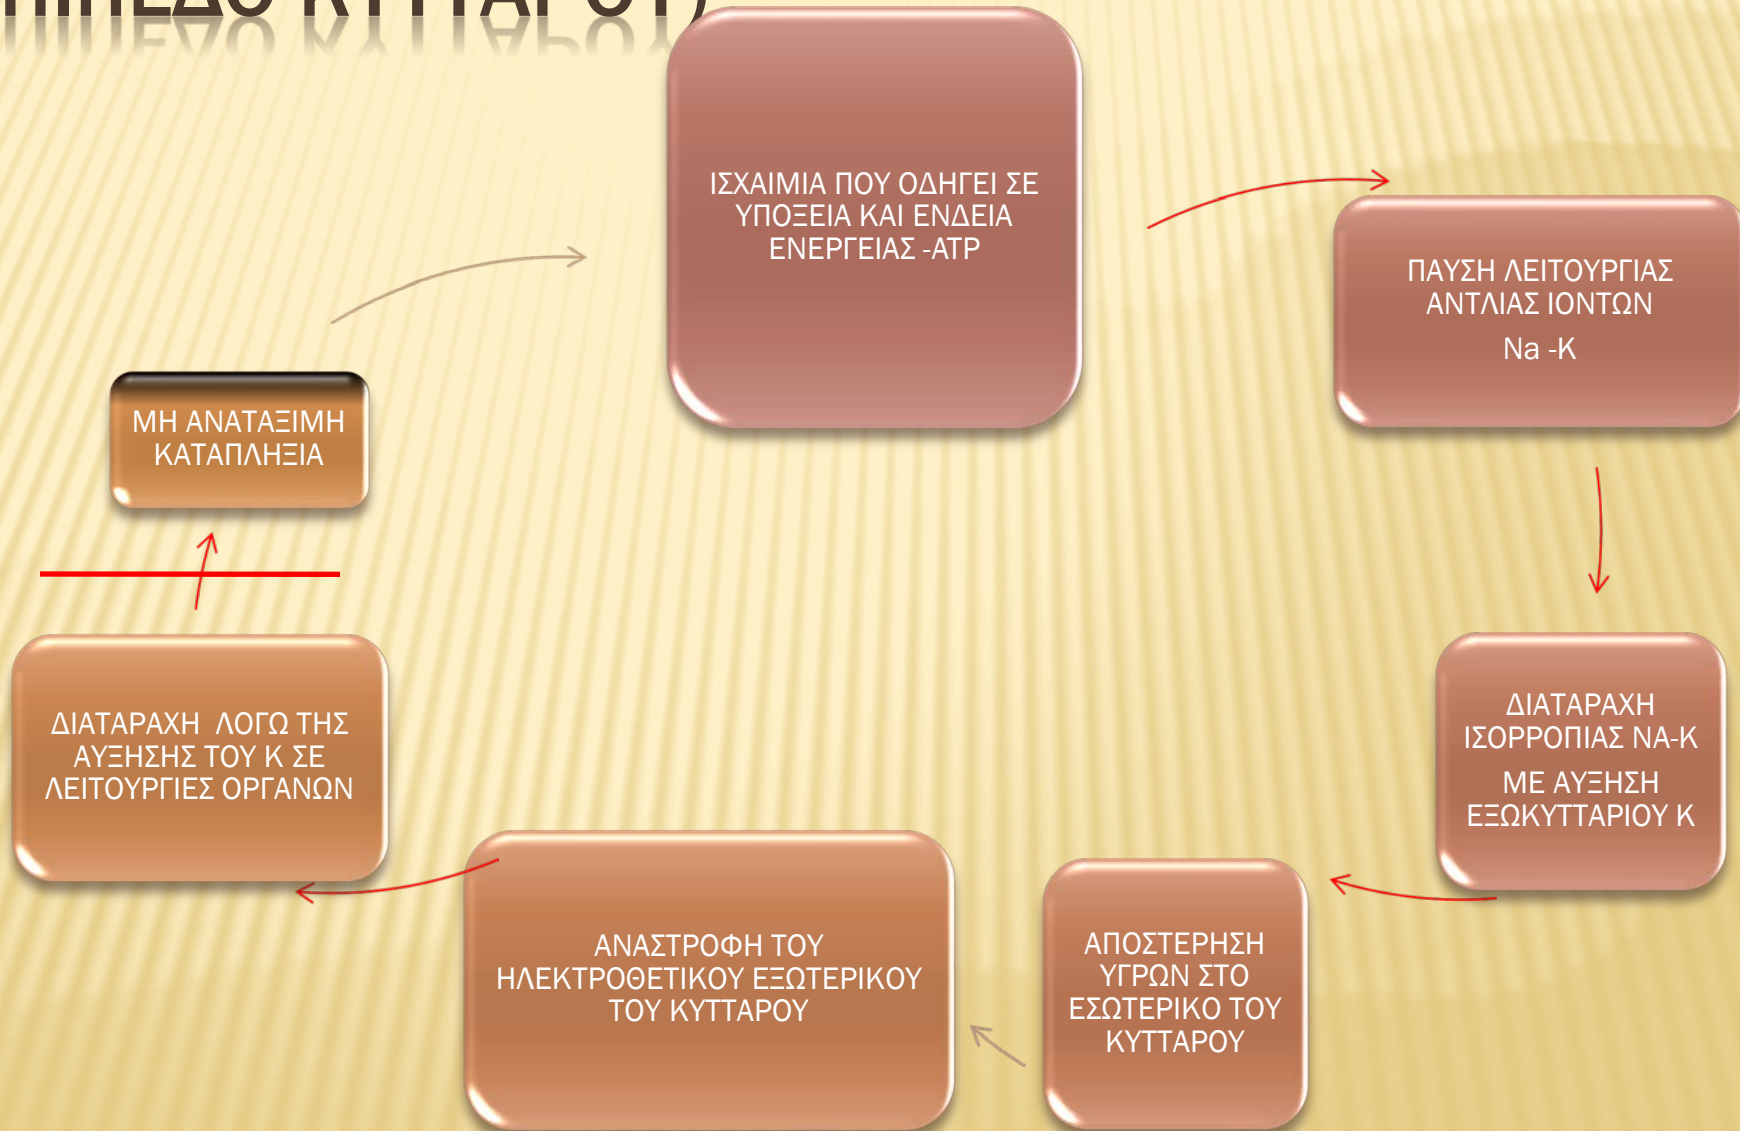 ΚΥΤΤΑΡΟΥ)
ΙΣΧΑΙΜΙΑ ΠΟΥ ΟΔΗΓΕΙ ΣΕ
ΥΠΟΞΕΙΑ ΚΑΙ ΕΝΔΕΙΑ
ΕΝΕΡΓΕΙΑΣ -ATP
ΠΑΥΣΗ ΛΕΙΤΟΥΡΓΙΑΣ
ΑΝΤΛΙΑΣ ΙΟΝΤΩΝ
Na -K
ΔΙΑΤΑΡΑΧΗ
ΙΣΟΡΡΟΠΙΑΣ ΝΑ-Κ
ΜΕ ΑΥΞΗΣΗ
ΕΞΩΚΥΤΤΑΡΙΟΥ Κ
ΑΠΟΣΤΕΡΗΣΗ
ΥΓΡΩΝ ΣΤΟ
ΕΣΩΤΕΡΙΚΟ ΤΟΥ
ΚΥΤΤΑΡΟΥ
ΑΝΑΣΤΡΟΦΗ ΤΟΥ
ΗΛΕΚΤΡΟΘΕΤΙΚΟΥ ΕΞΩΤΕΡΙΚΟΥ
ΤΟΥ ΚΥΤΤΑΡΟΥ
ΔΙΑΤΑΡΑΧΗ ΛΟΓΩ ΤΗΣ
ΑΥΞΗΣΗΣ ΤΟΥ Κ ΣΕ
ΛΕΙΤΟΥΡΓΙΕΣ ΟΡΓΑΝΩΝ
ΜΗ ΑΝΑΤΑΞΙΜΗ
ΚΑΤΑΠΛΗΞΙΑ